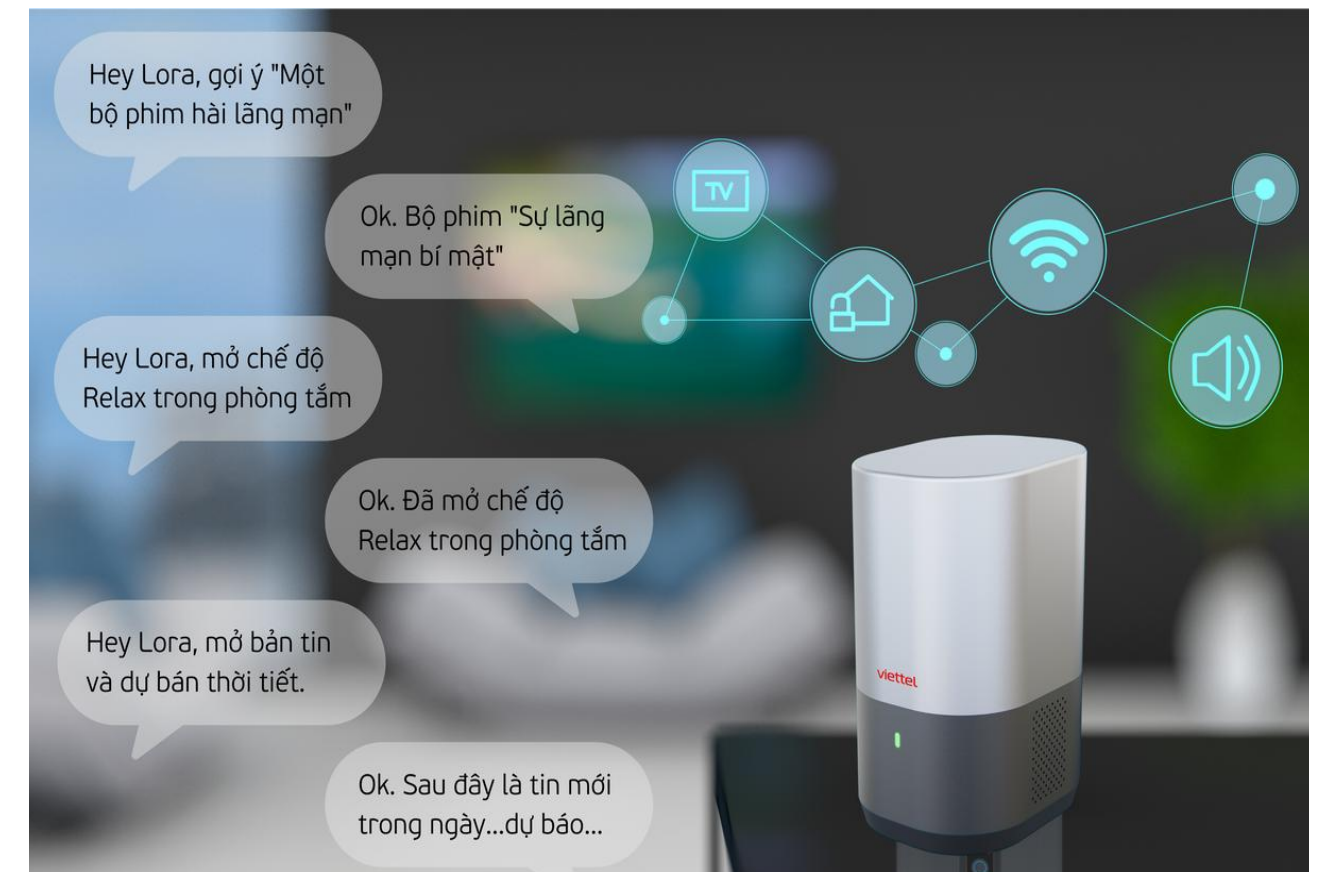 Hey Lora, gợi ý "Một
bộ phim hài lãng mạn"
Ok. Bộ phim "Sự lãng
mạn bí mật"
TV
Hey Lora, mở chế độ
Relax trong phòng tắm
Ok. Đã mở chế độ
Relax trong phòng tắm
Hey Lora, mở bản tin
và dự bán thời tiết.
viettel
Ok. Sau đây là tin mới
trong ngày...dự báo...